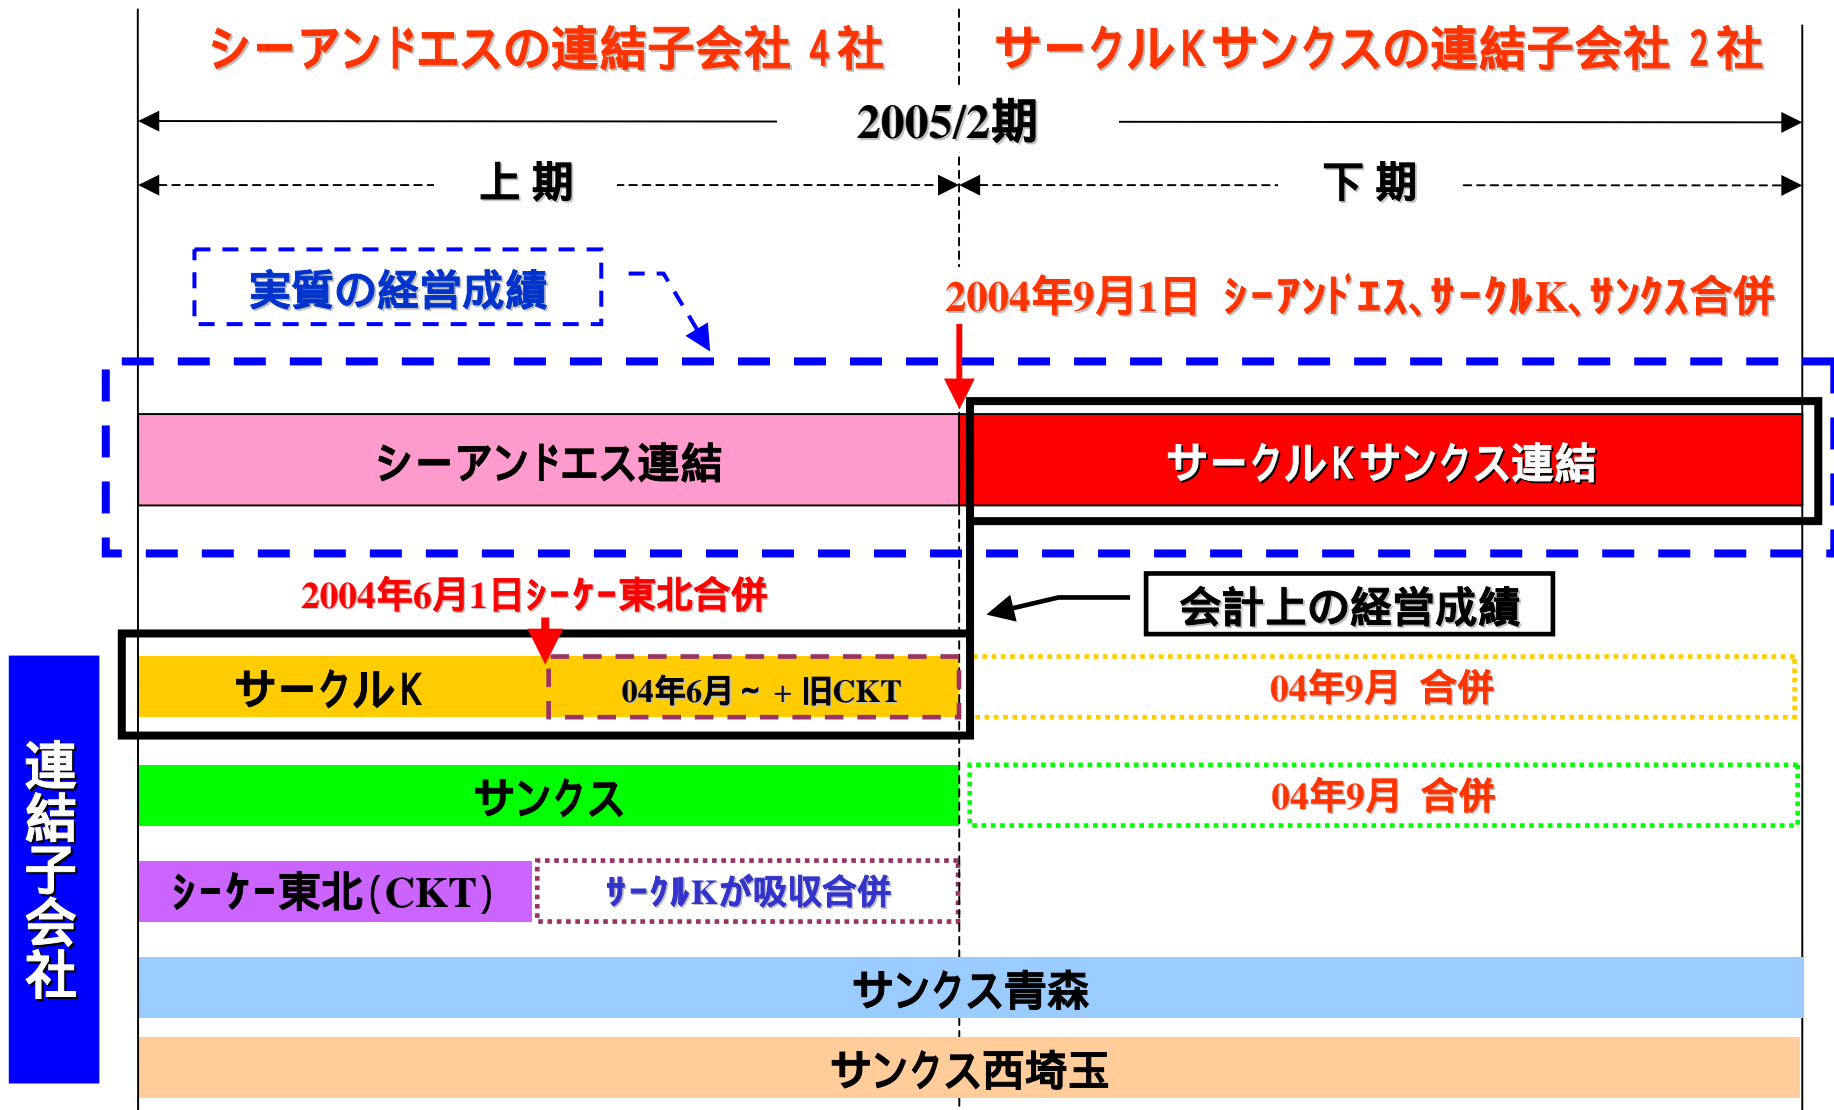 シーアンドエスの連結子会社 4社
サークルKサンクスの連結子会社 2社
2005/2期
上 期
下 期
実質の経営成績
2004年9月1日 ｼｰｱﾝﾄﾞｴｽ、ｻｰｸﾙK、ｻﾝｸｽ合併
シーアンドエス連結
サークルKサンクス連結
2004年6月1日ｼｰｹｰ東北合併
会計上の経営成績
サークルK
04年6月～ + 旧CKT
04年9月 合併
サンクス
04年9月 合併
ｼｰｹｰ東北(CKT)
ｻｰｸﾙKが吸収合併
サンクス青森
サンクス西埼玉
連結子会社